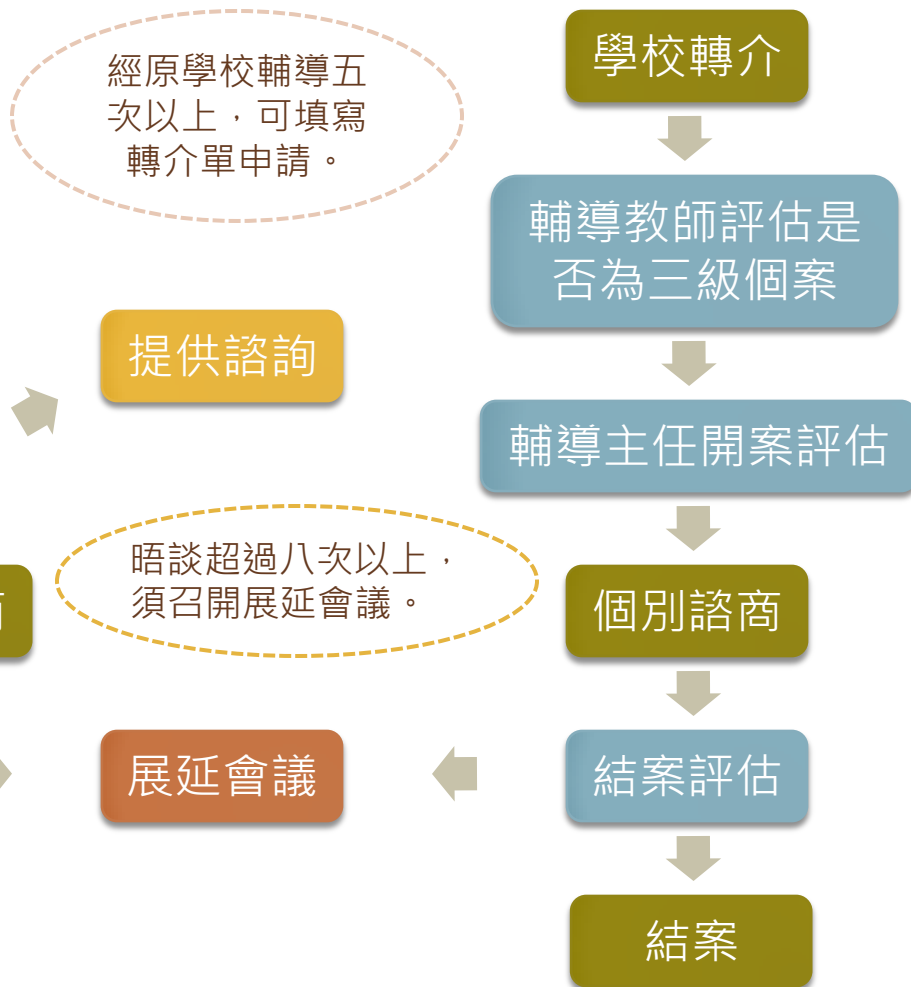 經原學校輔導五
次以上，可填寫
轉介單申請。
學校轉介
輔導教師評估是
否為三級個案
提供諮詢
輔導主任開案評估
晤談超過八次以上，
須召開展延會議。
個別諮商
展延會議
結案評估
結案